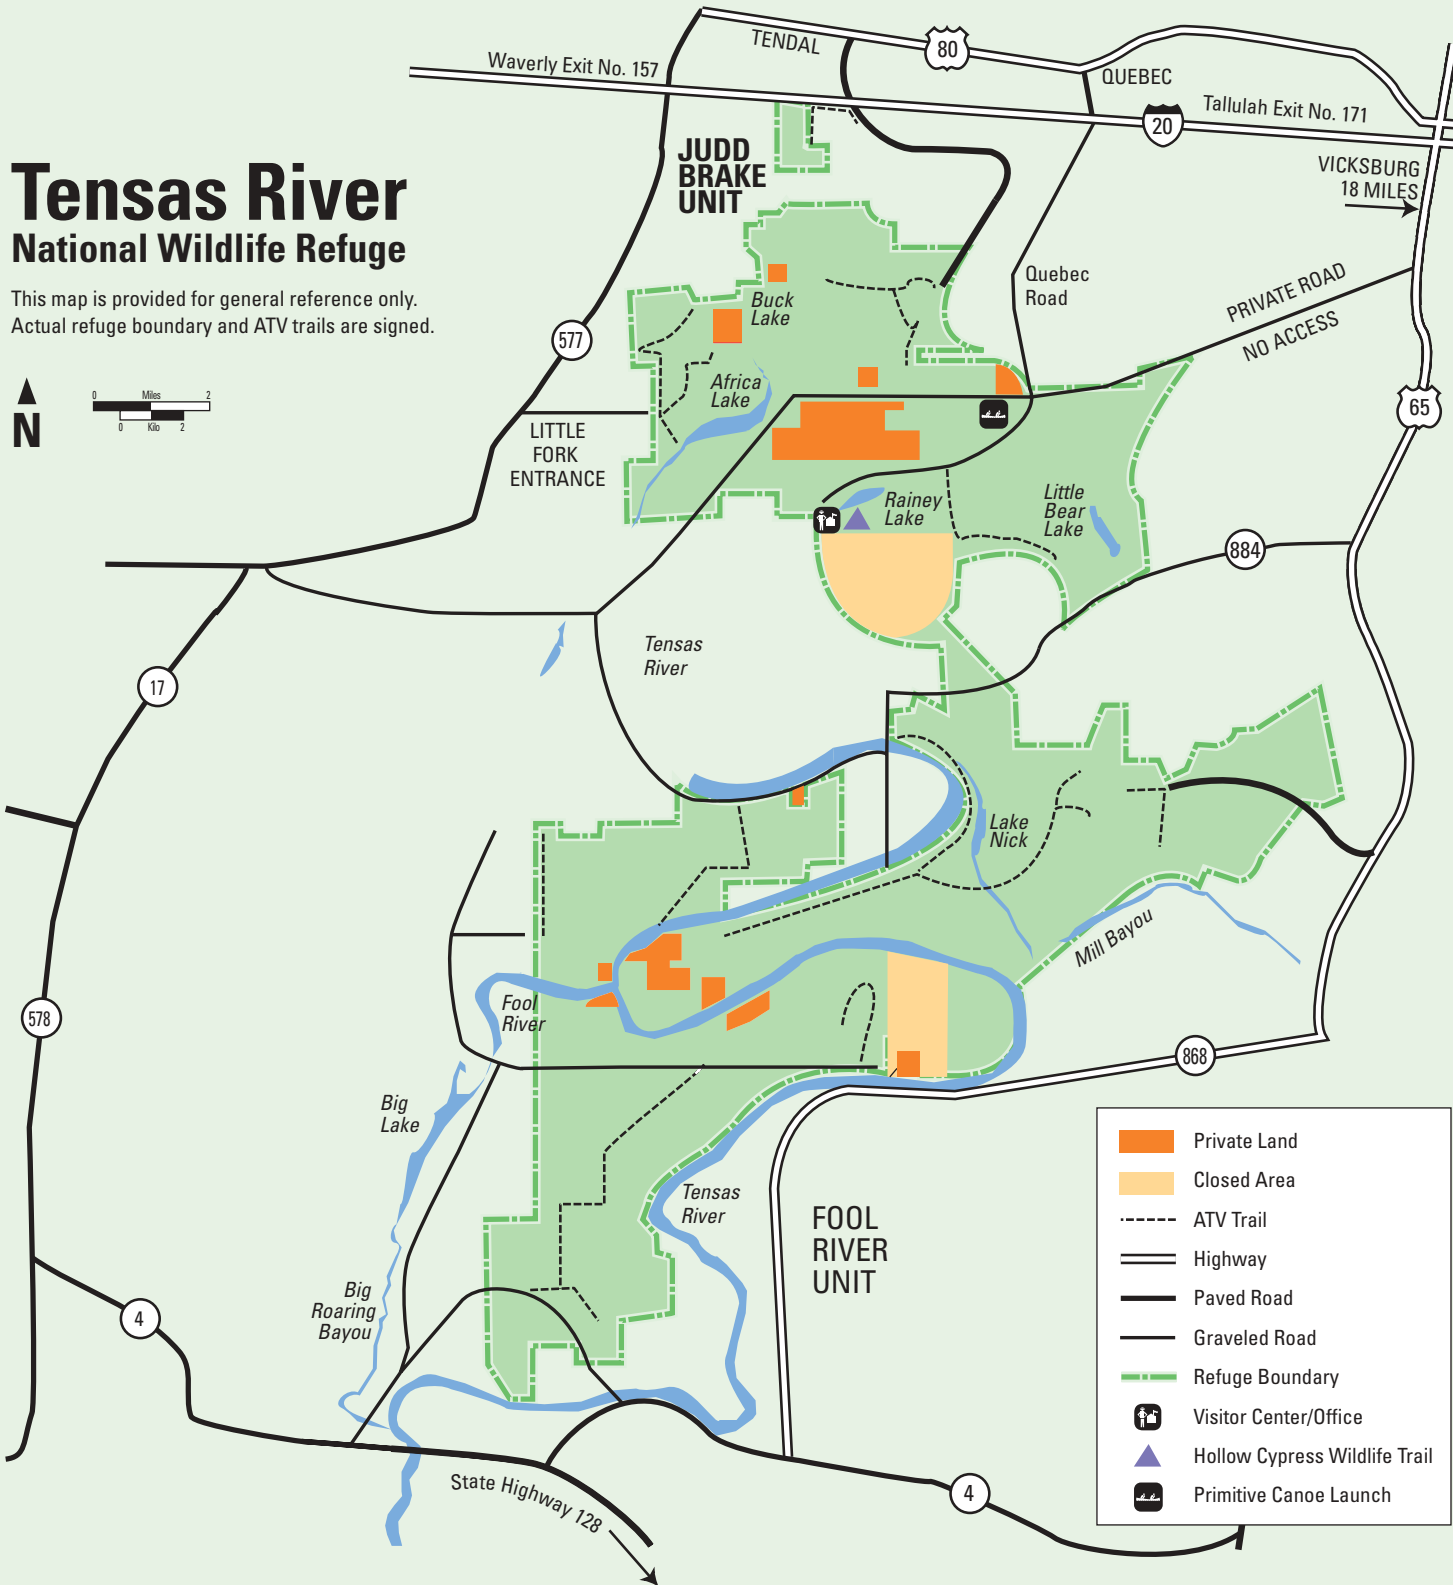 TENDAL
80
Waverly Exit No. 157
QUEBEC
20
Tallulah Exit No. 171
JUDD
BRAKE
UNIT
VICKSBURG
18 MILES
Tensas River
National Wildlife Refuge
This map is provided for general reference only.
Actual refuge boundary and ATV trails are signed.
Quebec
Road
PRIVATE ROAD
NO ACCESS
Buck
Lake
577
N
0 Miles 2
0 Kilo 2
Africa
Lake
65
LITTLE
FORK
ENTRANCE
Rainey
Lake
Little
Bear
Lake
884
Tensas
River
17
Lake
Nick
Mill Bayou
Fool
River
578
868
Big
Lake
Tensas
River
FOOL
RIVER
UNIT
Big
Roaring
Bayou
4
State Highway 128
4
Private Land
Closed Area
ATV Trail
Highway
Paved Road
Graveled Road
Refuge Boundary
Visitor Center/Office
Hollow Cypress Wildlife Trail
Primitive Canoe Launch